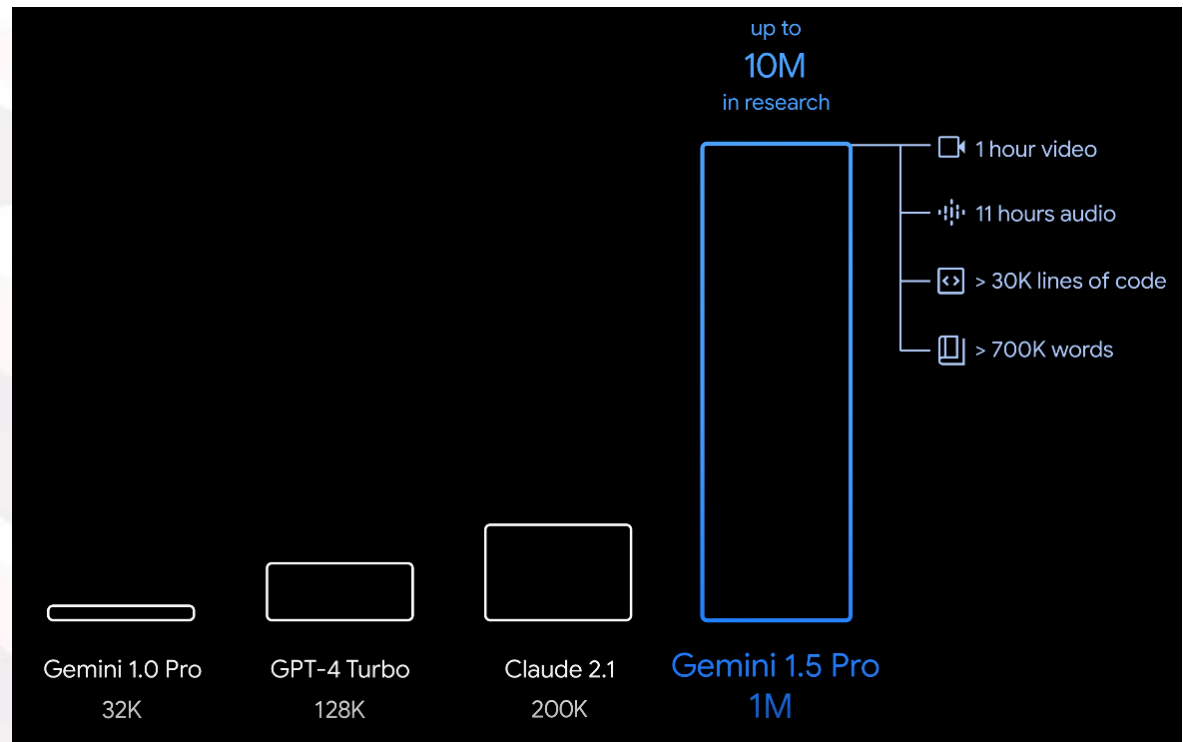 up to
10M
in research
1 hour video
11 hours audio
> 30K lines of code
> 700K words
Gemini 1.0 Pro
32K
GPT-4 Turbo
128K
Claude 2.1
200K
Gemini 1.5 Pro
1M